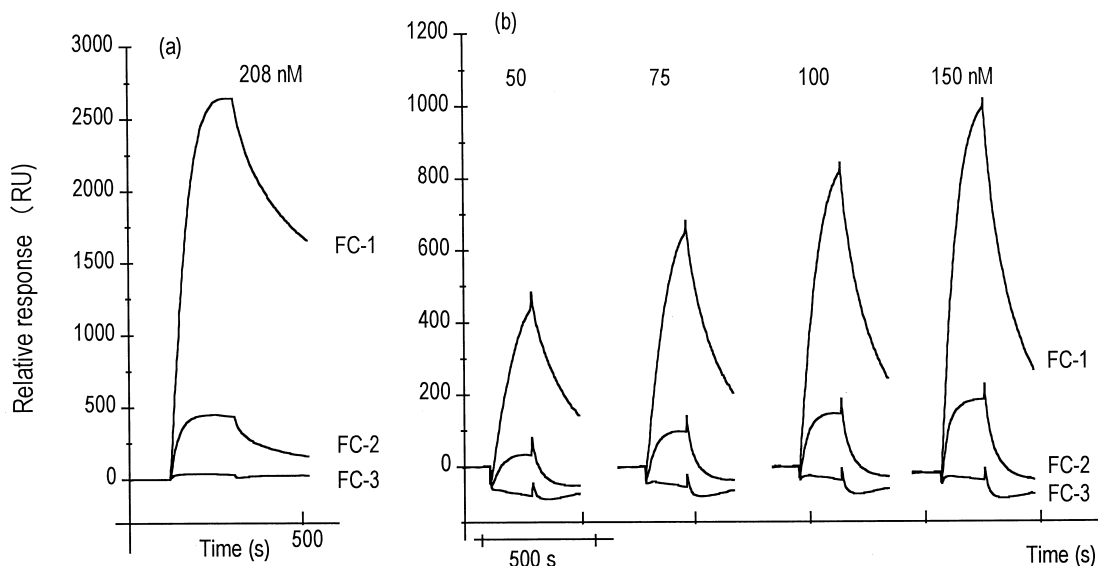 Relative response (RU)
(a)
208 nM
3000
2500
2000
1500
1000
500
0
FC-1
FC-2
FC-3
Time (s)
500
(b)
1200
1000
800
600
400
200
0
50
75
100
150 nM
FC-1
FC-2
FC-3
500 s
Time (s)